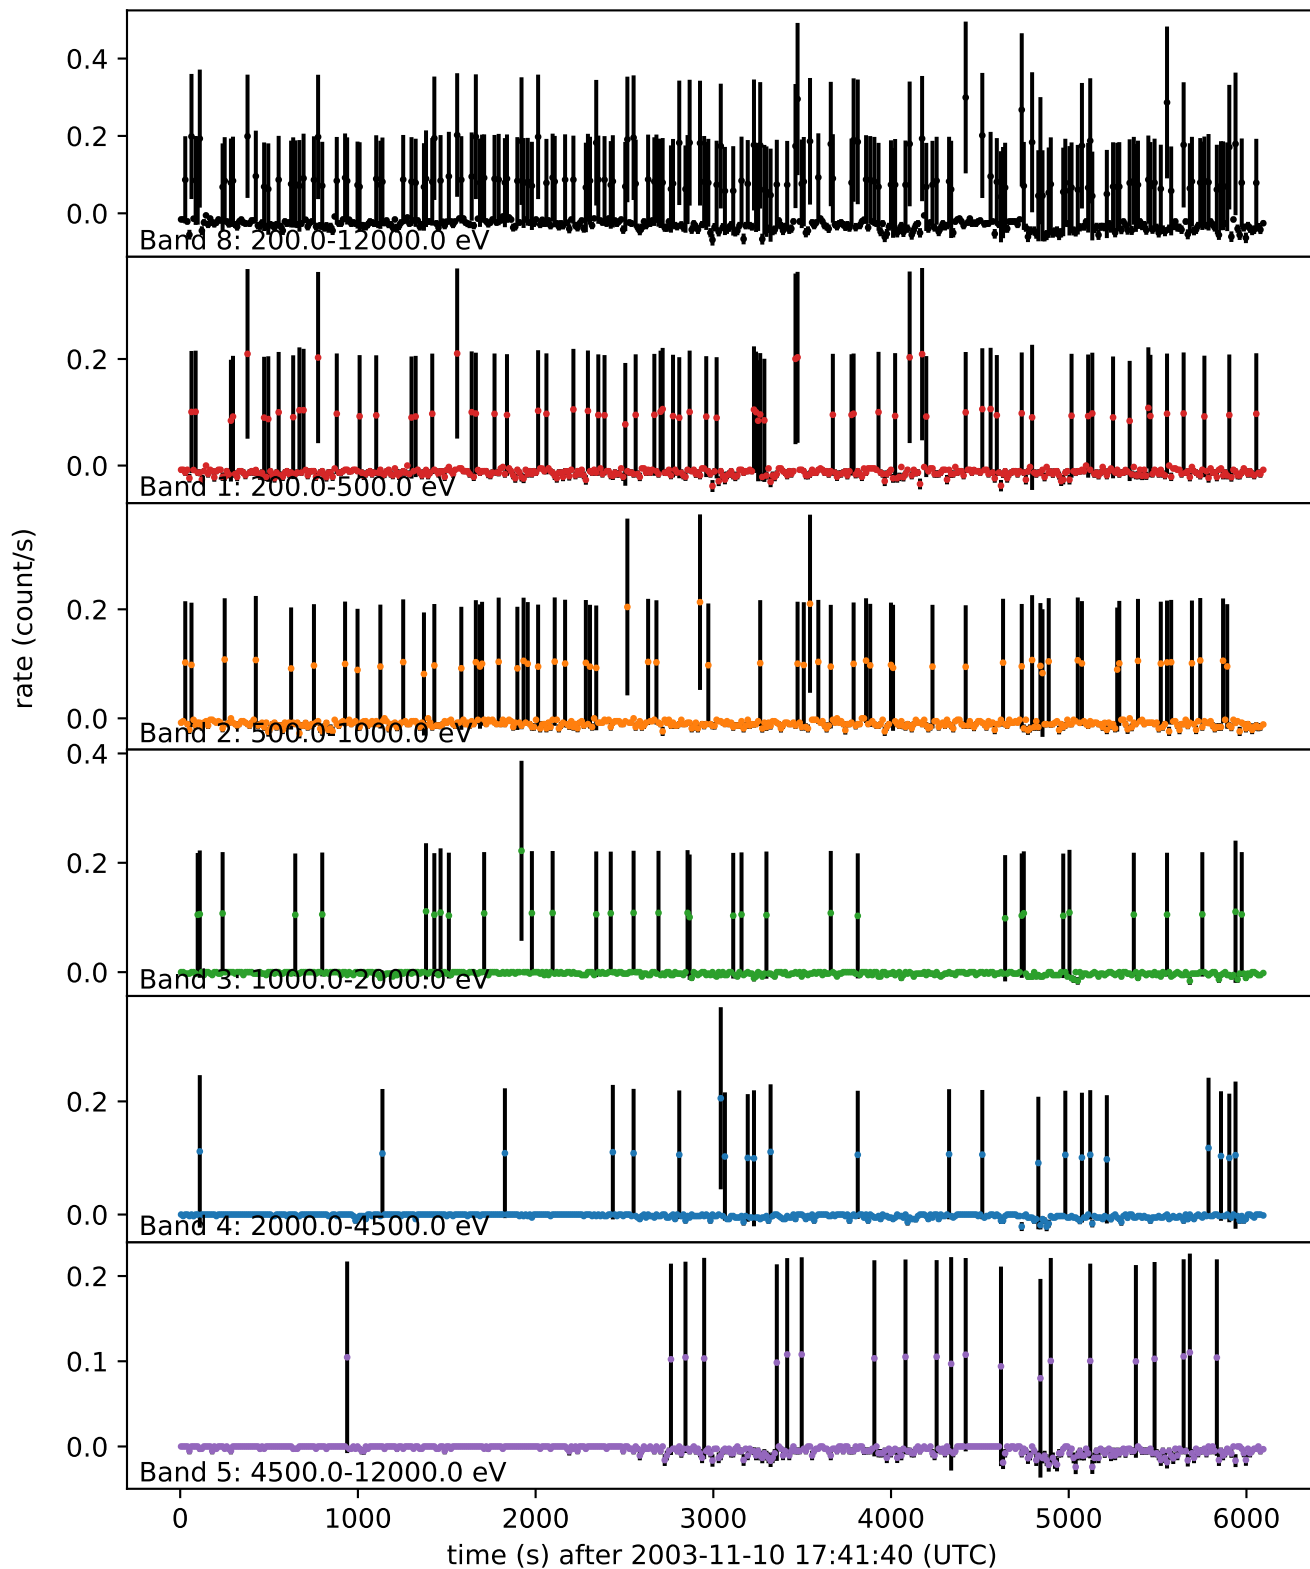 0.4
0.2
0.0
Band 8: 200.0-12000.0 eV
0.2
0.0
Band 1: 200.0-500.0 eV
rate (count/s)
0.2
0.0
Band 2: 500.0-1000.0 eV
0.4
0.2
0.0
Band 3: 1000.0-2000.0 eV
0.2
0.0
Band 4: 2000.0-4500.0 eV
0.2
0.1
0.0
Band 5: 4500.0-12000.0 eV
0 1000 2000 3000 4000 5000 6000
time (s) after 2003-11-10 17:41:40 (UTC)